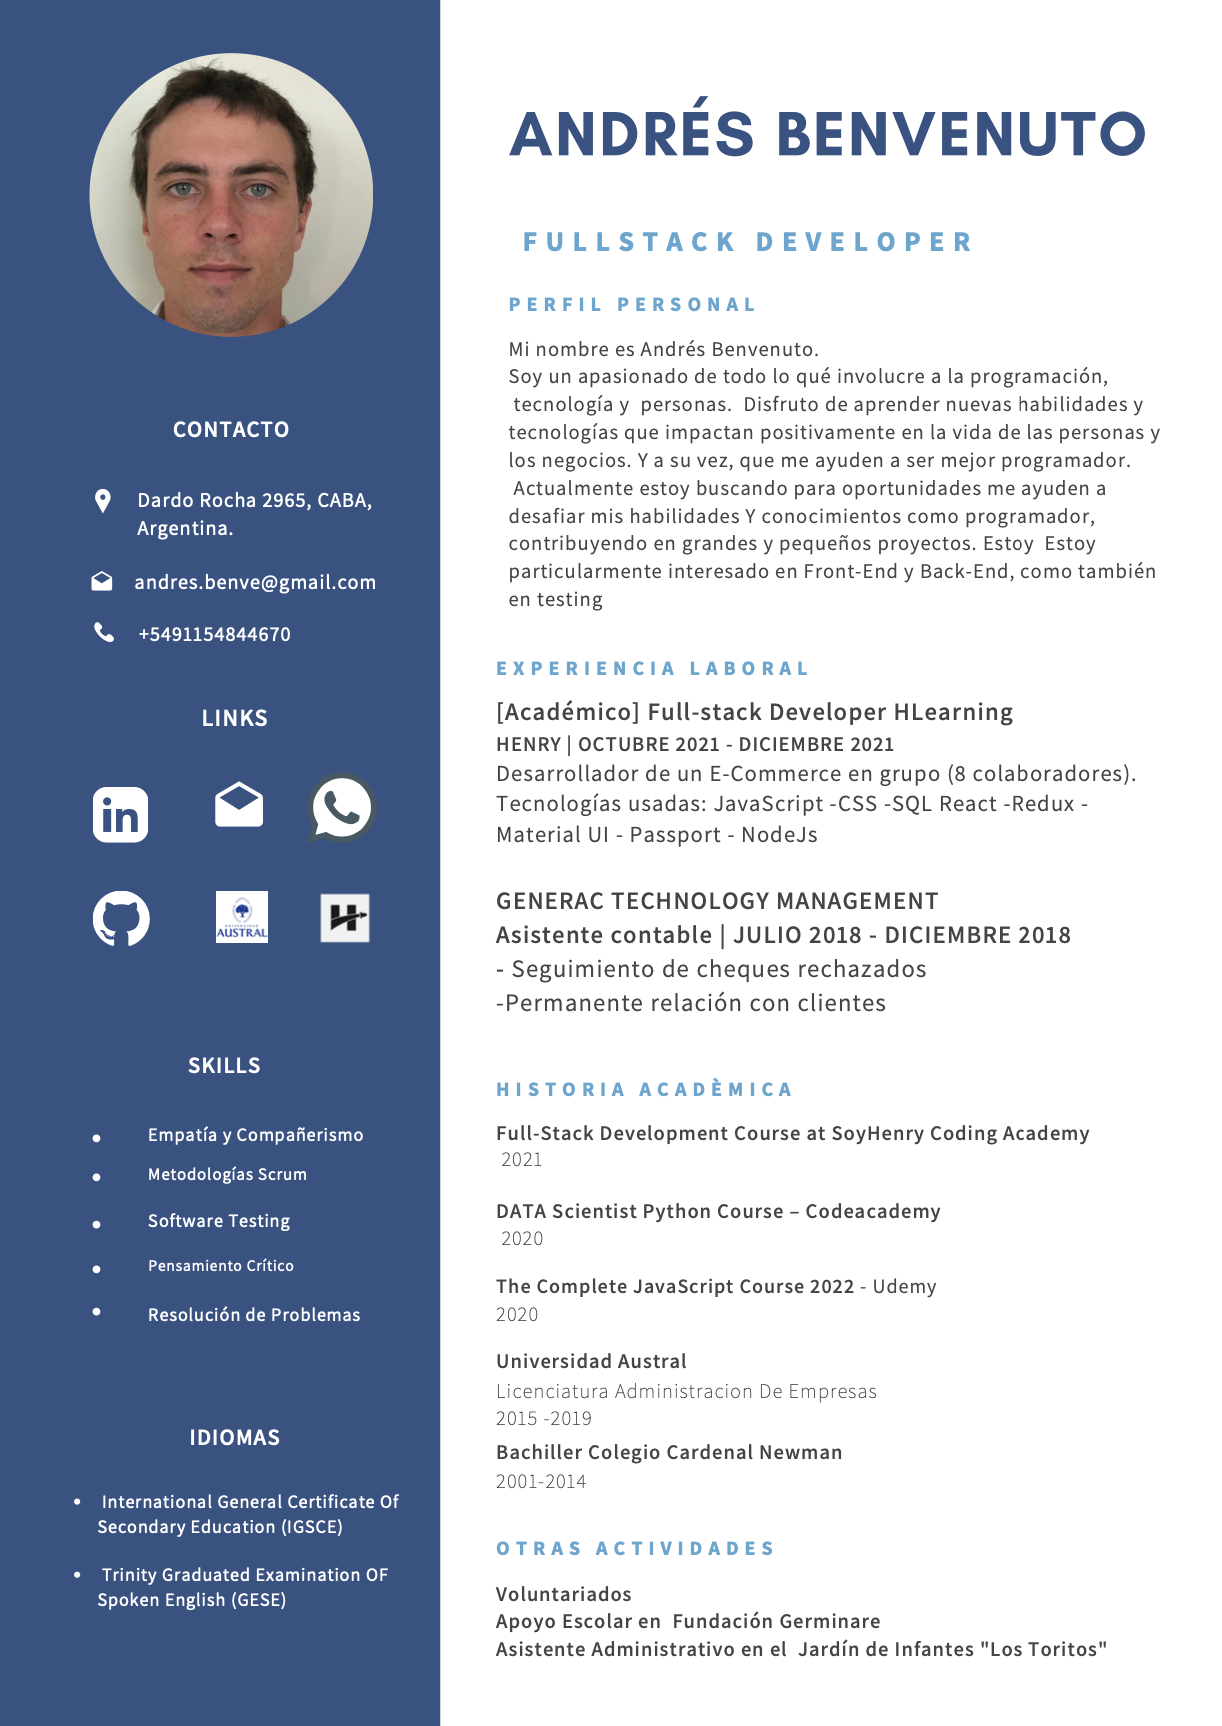 CONTACTO
Dardo Rocha 2965, CABA,
Argentina.
andres.benve@gmail.com
+5491154844670
LINKS
in
AUSTRAL
H
SKILLS
Empatía y Compañerismo
Metodologías Scrum
Software Testing
Pensamiento Crítico
Resolución de Problemas
IDIOMAS
International General Certificate Of
Secondary Education (IGSCE)
Trinity Graduated Examination OF
Spoken English (GESE)
ANDRÉS BENVENUTO
FULLSTACK DEVELOPER
PERFIL PERSONAL
Mi nombre es Andrés Benvenuto.
Soy un apasionado de todo lo qué involucre a la programación,
tecnología y personas. Disfruto de aprender nuevas habilidades y
tecnologías que impactan positivamente en la vida de las personas y
los negocios. Y a su vez, que me ayuden a ser mejor programador.
Actualmente estoy buscando para oportunidades me ayuden a
desafiar mis habilidades Y conocimientos como programador,
contribuyendo en grandes y pequeños proyectos. Estoy Estoy
particularmente interesado en Front-End y Back-End, como también
en testing
EXPERIENCIA LABORAL
[Académico] Full-stack Developer HLearning
HENRY | OCTUBRE 2021 - DICIEMBRE 2021
Desarrollador de un E-Commerce en grupo (8 colaboradores).
Tecnologías usadas: JavaScript -CSS -SQL React -Redux -
Material UI - Passport - NodeJs
GENERAC TECHNOLOGY MANAGEMENT
Asistente contable | JULIO 2018 - DICIEMBRE 2018
- Seguimiento de cheques rechazados
-Permanente relación con clientes
HISTORIA ACADÈMICA
Full-Stack Development Course at SoyHenry Coding Academy
2021
DATA Scientist Python Course – Codeacademy
2020
The Complete JavaScript Course 2022 - Udemy
2020
Universidad Austral
Licenciatura Administracion De Empresas
2015 -2019
Bachiller Colegio Cardenal Newman
2001-2014
OTRAS ACTIVIDADES
Voluntariados
Apoyo Escolar en Fundación Germinare
Asistente Administrativo en el Jardín de Infantes "Los Toritos"